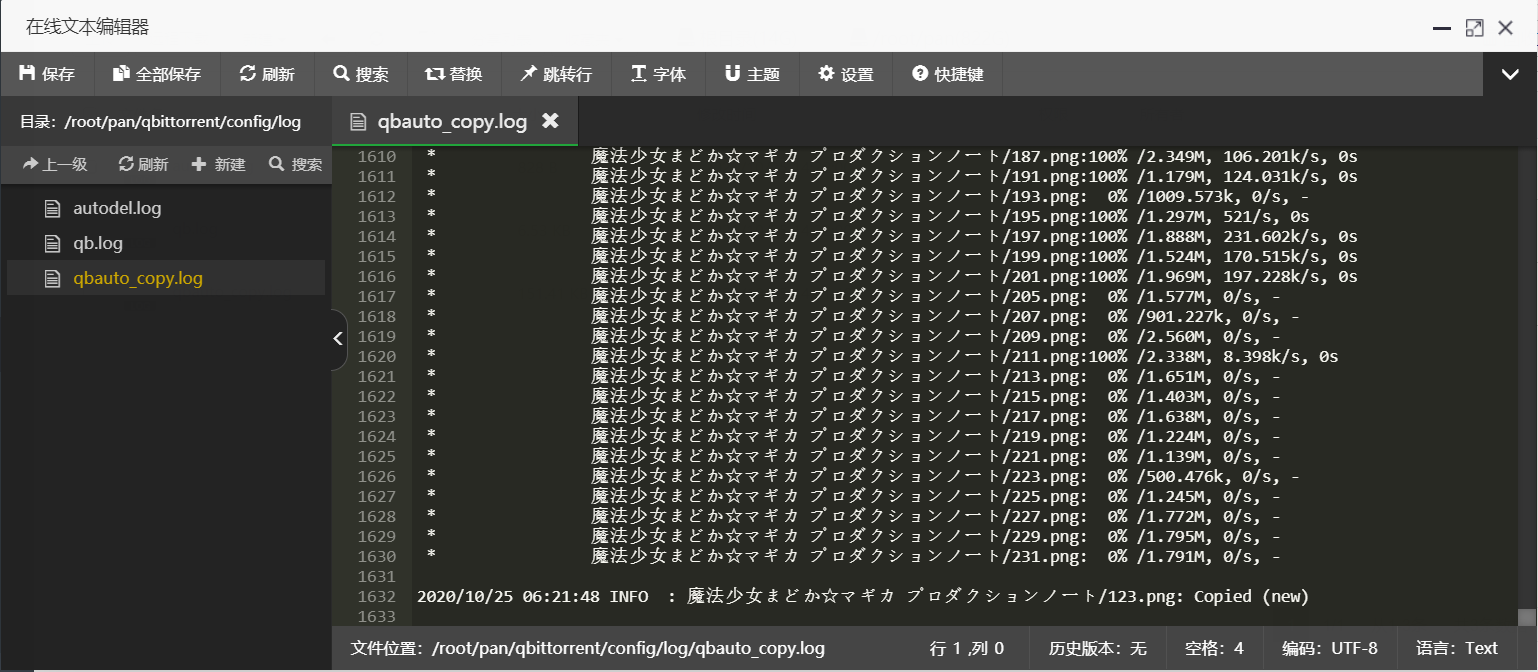 在线文本编辑器
保存 全部保存 刷新 搜索 替换 跳转行 字体 主题 设置 快捷键
目录：/root/pan/qbittorrent/config/log
上一级 刷新 新建 搜索
autodel.log
qb.log
qbauto_copy.log
qbauto_copy.log
1610 * 魔法少女まどか☆マギカ プロダクションノート/187.png:100% /2.349M, 106.201k/s, 0s
1611 * 魔法少女まどか☆マギカ プロダクションノート/191.png:100% /1.179M, 124.031k/s, 0s
1612 * 魔法少女まどか☆マギカ プロダクションノート/193.png:  0% /1009.573k, 0/s, -
1613 * 魔法少女まどか☆マギカ プロダクションノート/195.png:100% /1.297M, 521/s, 0s
1614 * 魔法少女まどか☆マギカ プロダクションノート/197.png:100% /1.888M, 231.602k/s, 0s
1615 * 魔法少女まどか☆マギカ プロダクションノート/199.png:100% /1.524M, 170.515k/s, 0s
1616 * 魔法少女まどか☆マギカ プロダクションノート/201.png:100% /1.969M, 197.228k/s, 0s
1617 * 魔法少女まどか☆マギカ プロダクションノート/205.png:  0% /1.577M, 0/s, -
1618 * 魔法少女まどか☆マギカ プロダクションノート/207.png:  0% /901.227k, 0/s, -
1619 * 魔法少女まどか☆マギカ プロダクションノート/209.png:  0% /2.560M, 0/s, -
1620 * 魔法少女まどか☆マギカ プロダクションノート/211.png:100% /2.338M, 8.398k/s, 0s
1621 * 魔法少女まどか☆マギカ プロダクションノート/213.png:  0% /1.651M, 0/s, -
1622 * 魔法少女まどか☆マギカ プロダクションノート/215.png:  0% /1.403M, 0/s, -
1623 * 魔法少女まどか☆マギカ プロダクションノート/217.png:  0% /1.638M, 0/s, -
1624 * 魔法少女まどか☆マギカ プロダクションノート/219.png:  0% /1.224M, 0/s, -
1625 * 魔法少女まどか☆マギカ プロダクションノート/221.png:  0% /1.139M, 0/s, -
1626 * 魔法少女まどか☆マギカ プロダクションノート/223.png:  0% /500.476k, 0/s, -
1627 * 魔法少女まどか☆マギカ プロダクションノート/225.png:  0% /1.245M, 0/s, -
1628 * 魔法少女まどか☆マギカ プロダクションノート/227.png:  0% /1.772M, 0/s, -
1629 * 魔法少女まどか☆マギカ プロダクションノート/229.png:  0% /1.795M, 0/s, -
1630 * 魔法少女まどか☆マギカ プロダクションノート/231.png:  0% /1.791M, 0/s, -
1631
1632 2020/10/25 06:21:48 INFO  : 魔法少女まどか☆マギカ プロダクションノート/123.png: Copied (new)
1633
文件位置：/root/pan/qbittorrent/config/log/qbauto_copy.log 行 1 ,列 0 历史版本：无 空格：4 编码：UTF-8 语言：Text